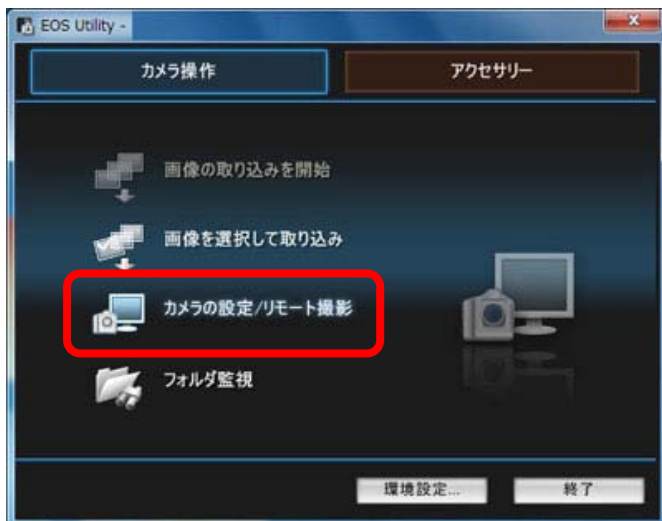 EOS Utility -
カメラ操作
アクセサリー
画像の取り込みを開始
画像を選択して取り込み
カメラの設定/リモート撮影
フォルダ監視
環境設定...
終了